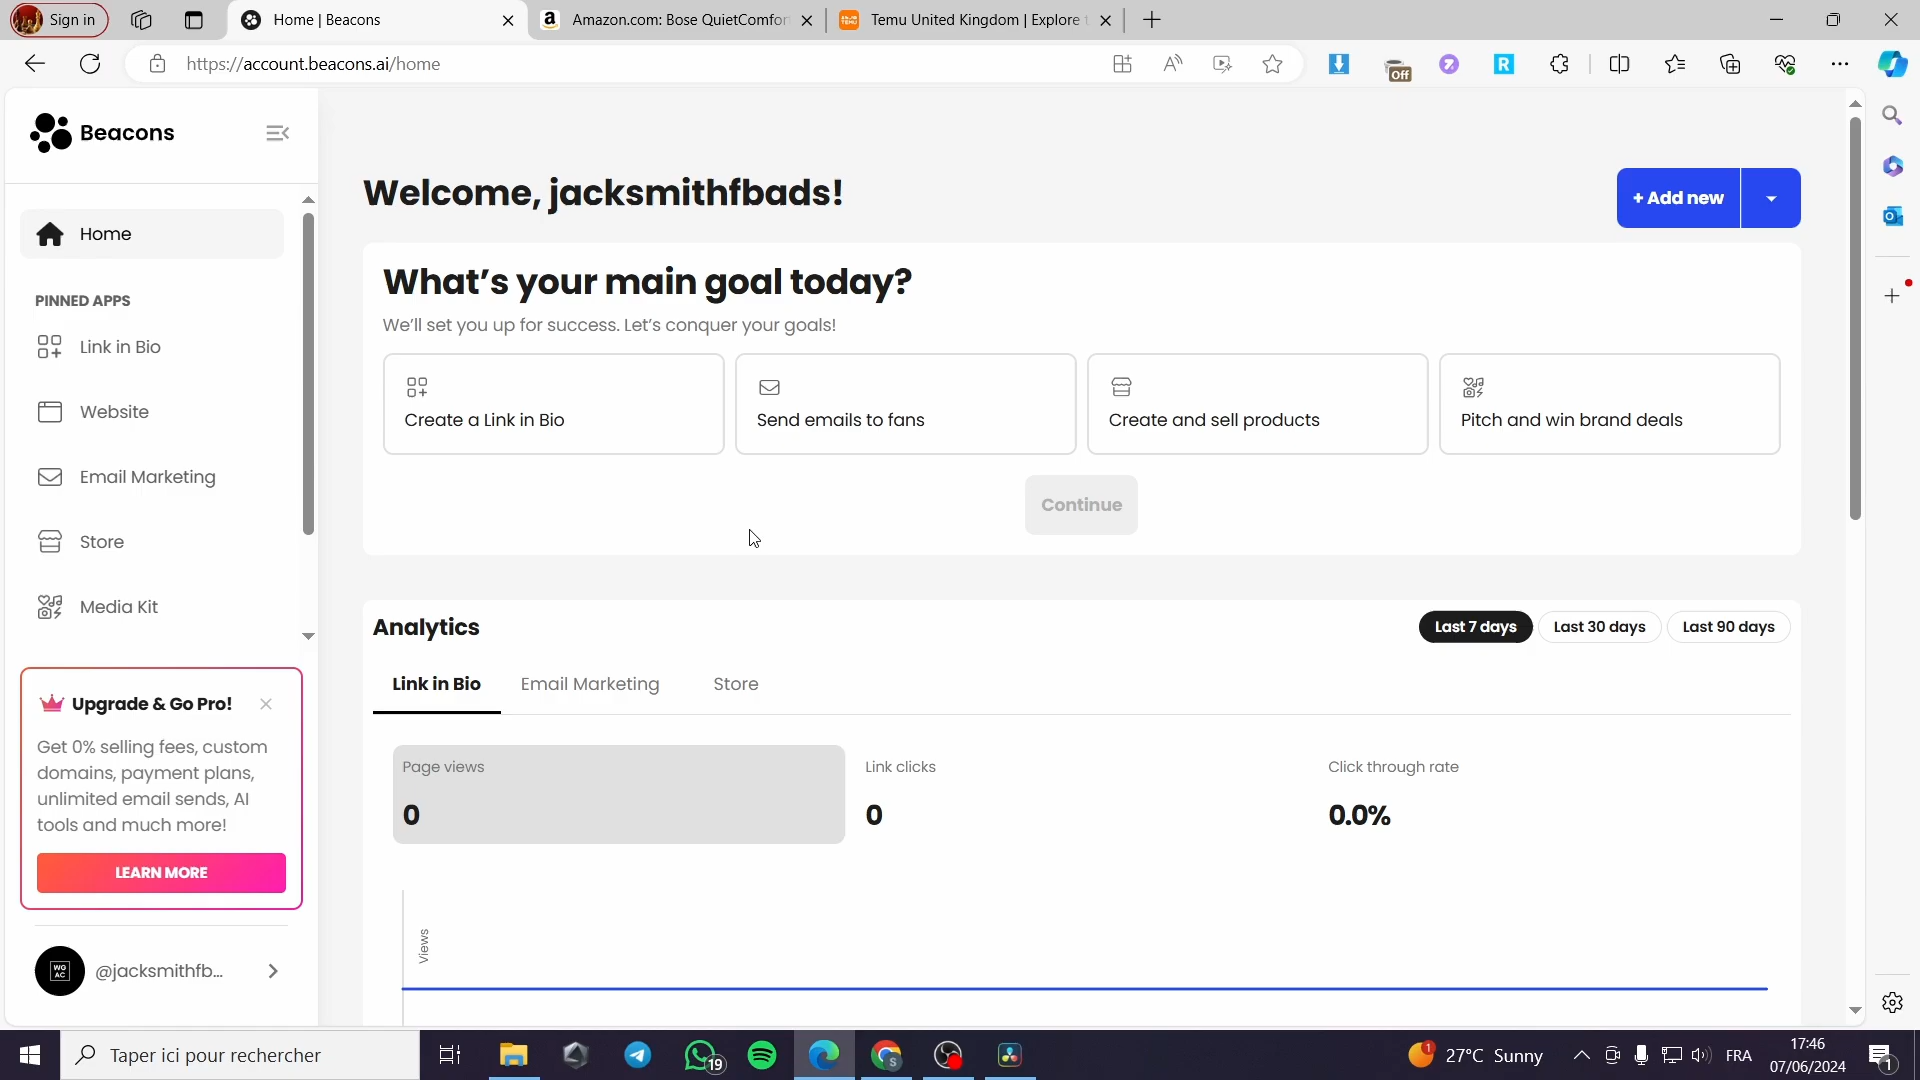 Sign in
Home | Beacons
Amazon.com: Bose QuietComfor
Temu United Kingdom | Explore t
https://account.beacons.ai/home
Off
Beacons
Home
PINNED APPS
Link in Bio
Website
Email Marketing
Store
Media Kit
Upgrade & Go Pro!
Get 0% selling fees, custom
domains, payment plans,
unlimited email sends, AI
tools and much more!
LEARN MORE
WG
AC
@jacksmithfb...
Welcome, jacksmithfbads!
+ Add new
What's your main goal today?
We'll set you up for success. Let's conquer your goals!
Create a Link in Bio
Send emails to fans
Create and sell products
Pitch and win brand deals
Continue
Analytics
Last 7 days
Last 30 days
Last 90 days
Link in Bio
Email Marketing
Store
Page views
0
Link clicks
0
Click through rate
0.0%
Views
Taper ici pour rechercher
19
1
27°C Sunny
FRA
17:46
07/06/2024
1